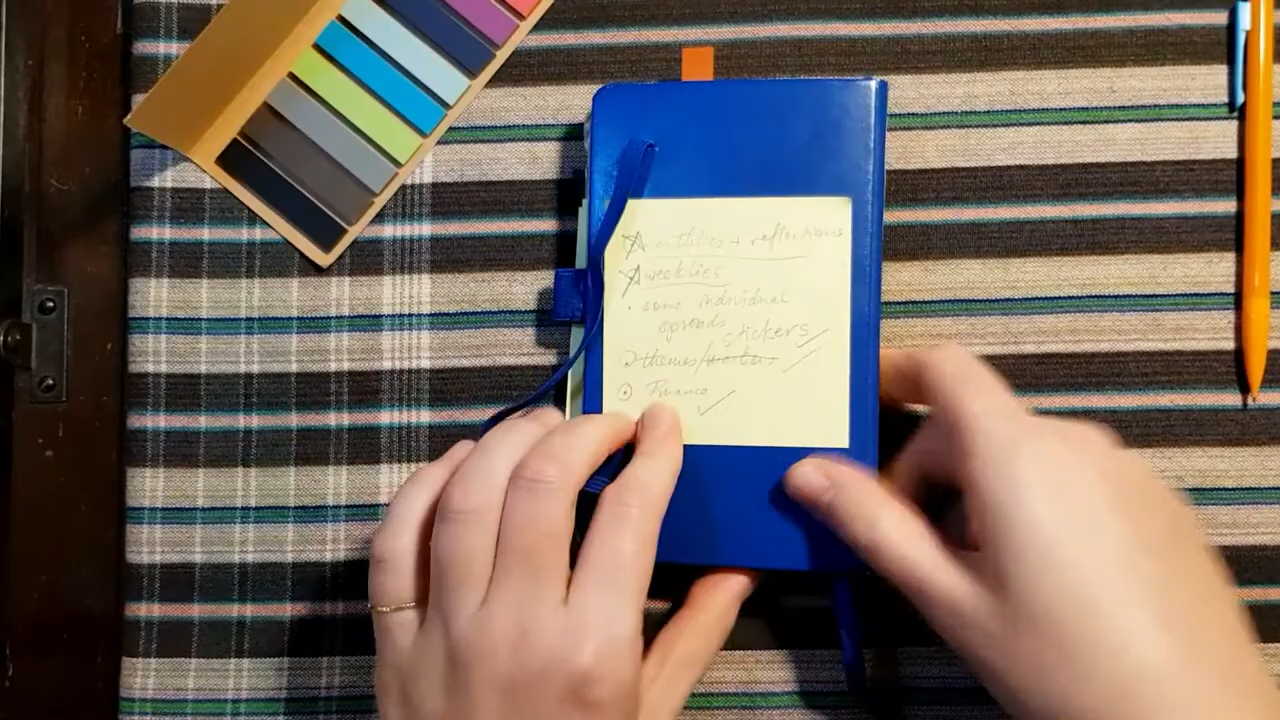 monthlies + reflections
weeklies
· some individual
spreads
stickers
themes/
Finance